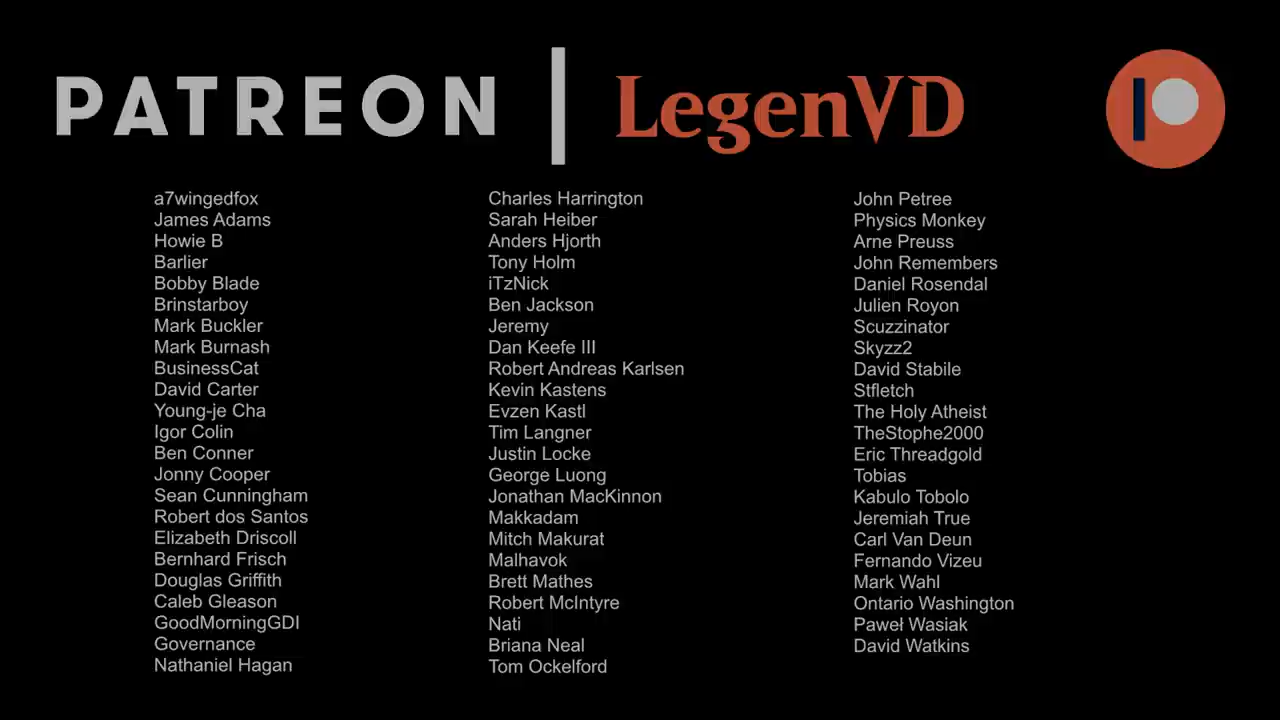 PATREON | LegenVD
a7wingedfox
James Adams
Howie B
Barlier
Bobby Blade
Brinstarboy
Mark Buckler
Mark Burnash
BusinessCat
David Carter
Young-je Cha
Igor Colin
Ben Conner
Jonny Cooper
Sean Cunningham
Robert dos Santos
Elizabeth Driscoll
Bernhard Frisch
Douglas Griffith
Caleb Gleason
GoodMorningGDI
Governance
Nathaniel Hagan
Charles Harrington
Sarah Heiber
Anders Hjorth
Tony Holm
iTzNick
Ben Jackson
Jeremy
Dan Keefe III
Robert Andreas Karlsen
Kevin Kastens
Evzen Kastl
Tim Langner
Justin Locke
George Luong
Jonathan MacKinnon
Makkadam
Mitch Makurat
Malhavok
Brett Mathes
Robert McIntyre
Nati
Briana Neal
Tom Ockelford
John Petree
Physics Monkey
Arne Preuss
John Remembers
Daniel Rosendal
Julien Royon
Scuzzinator
Skyzz2
David Stabile
Stfletch
The Holy Atheist
TheStophe2000
Eric Threadgold
Tobias
Kabulo Tobolo
Jeremiah True
Carl Van Deun
Fernando Vizeu
Mark Wahl
Ontario Washington
Paweł Wasiak
David Watkins